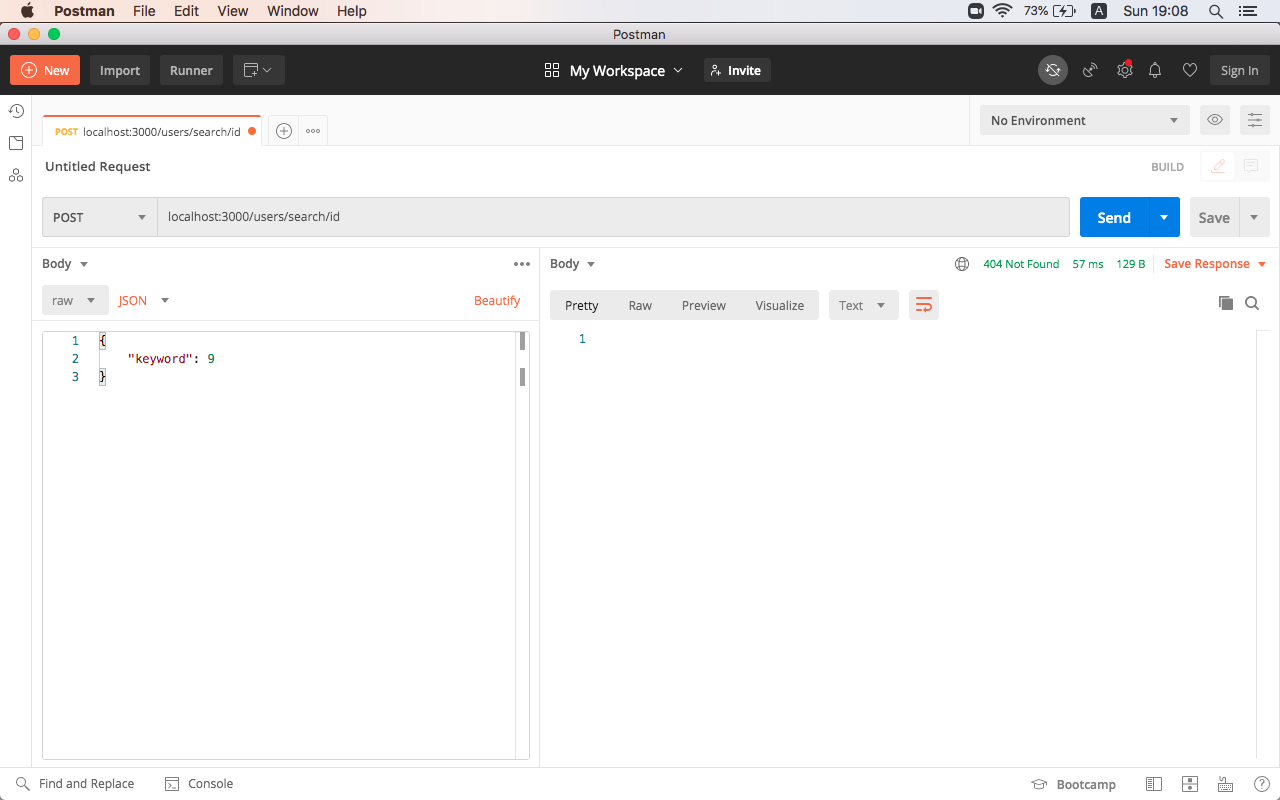 Postman File Edit View Window Help 73% A Sun 19:08
Postman
New Import Runner My Workspace Invite Sign In
POST localhost:3000/users/search/id No Environment
Untitled Request BUILD
POST localhost:3000/users/search/id Send Save
Body Body 404 Not Found 57 ms 129 B Save Response
raw JSON Beautify Pretty Raw Preview Visualize Text
1 {
2 "keyword": 9
3 }
1
Find and Replace Console Bootcamp